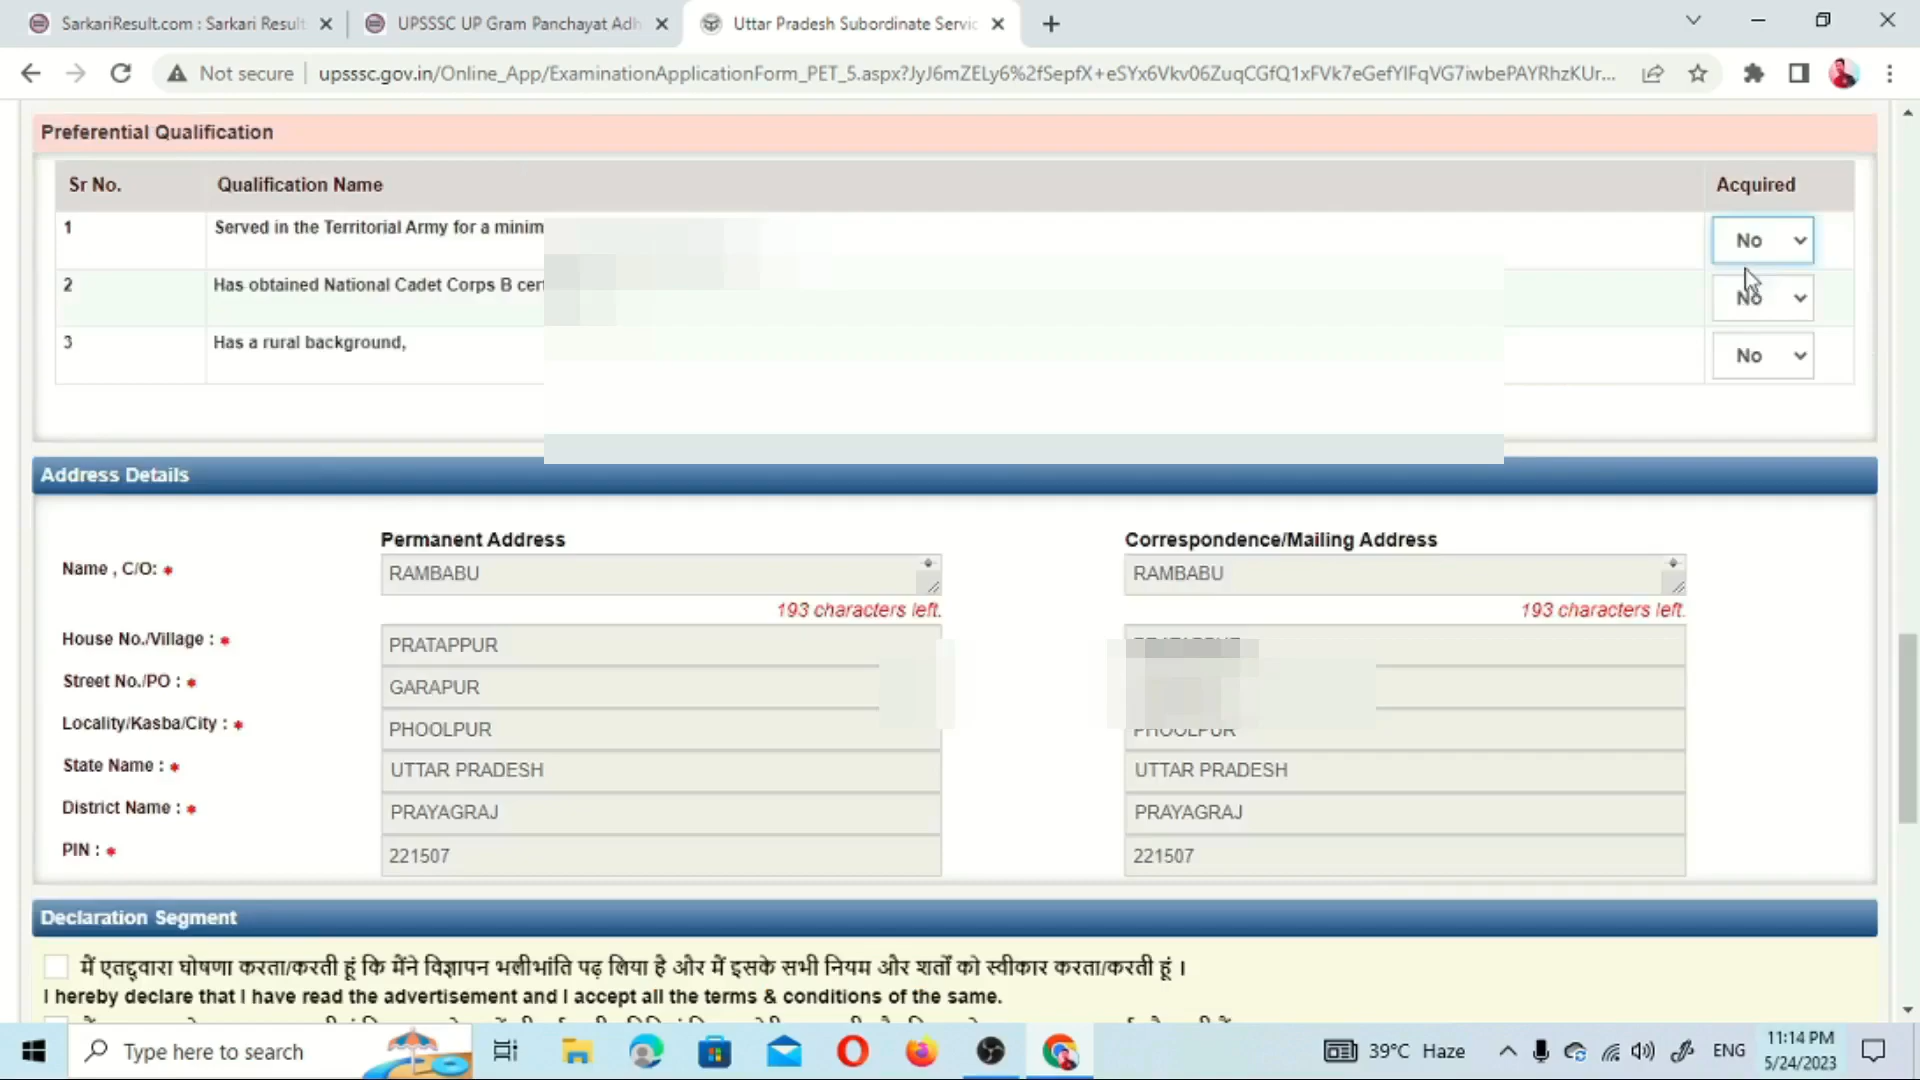 SarkariResult.com : Sarkari Result
UPSSSC UP Gram Panchayat Adh
Uttar Pradesh Subordinate Servic
Not secure
upsssc.gov.in/Online_App/ExaminationApplicationForm_PET_5.aspx?JyJ6mZELy6%2fSepfX+eSYx6Vkv06ZuqCGfQ1xFVk7eGefYlFqVG7iwbePAYRhzKUr...
Preferential Qualification
Sr No. Qualification Name Acquired
1 Served in the Territorial Army for a minim No
2 Has obtained National Cadet Corps B cert No
3 Has a rural background, No
Address Details
Permanent Address Correspondence/Mailing Address
Name , C/O: * RAMBABU RAMBABU
193 characters left. 193 characters left.
House No./Village : * PRATAPPUR
Street No./PO : * GARAPUR
Locality/Kasba/City : * PHOOLPUR PHOOLPUR
State Name : * UTTAR PRADESH UTTAR PRADESH
District Name : * PRAYAGRAJ PRAYAGRAJ
PIN : * 221507 221507
Declaration Segment
मैं एतद्द्वारा घोषणा करता/करती हूं कि मैंने विज्ञापन भलीभांति पढ़ लिया है और मैं इसके सभी नियम और शर्तों को स्वीकार करता/करती हूं ।
I hereby declare that I have read the advertisement and I accept all the terms & conditions of the same.
Type here to search
39°C Haze
ENG
11:14 PM
5/24/2023